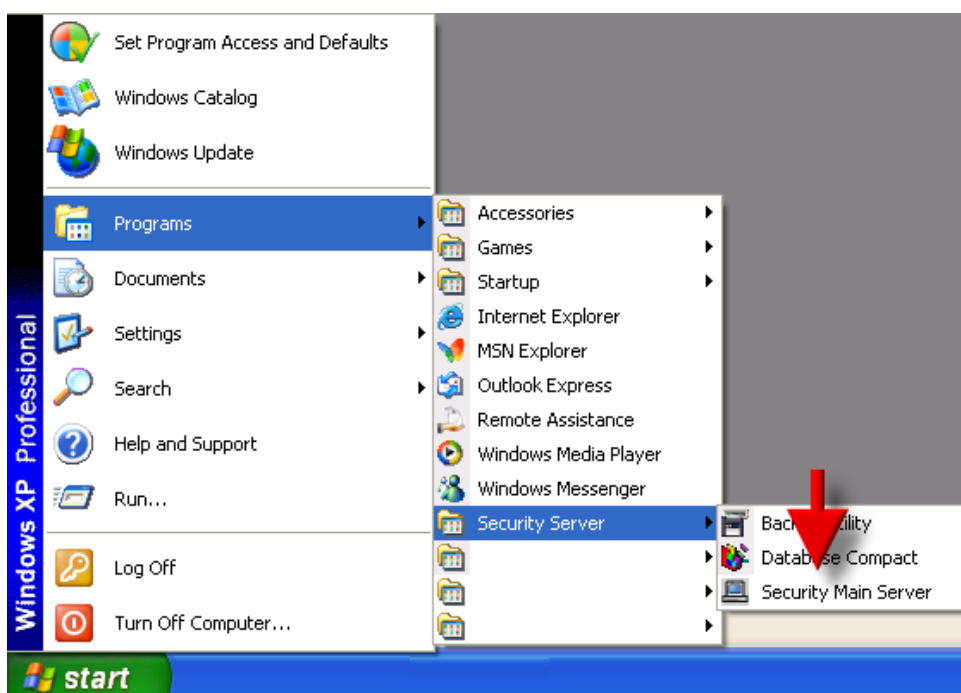 Set Program Access and Defaults
Windows Catalog
Windows Update
Programs
Documents
Settings
Search
Help and Support
Run...
Log Off
Turn Off Computer...
Windows XP Professional
Accessories
Games
Startup
Internet Explorer
MSN Explorer
Outlook Express
Remote Assistance
Windows Media Player
Windows Messenger
Security Server
Database Compact
Security Main Server
start